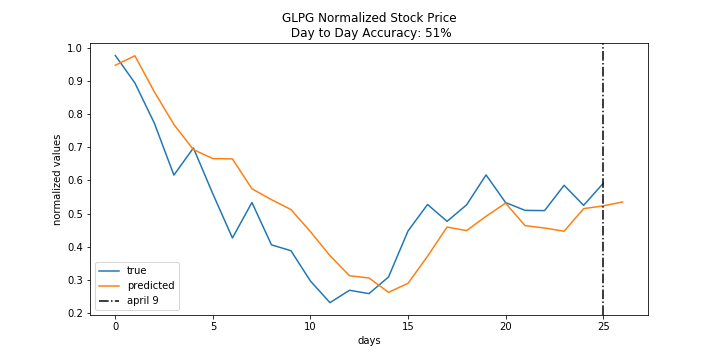 GLPG Normalized Stock Price
Day to Day Accuracy: 51%
1.0
0.9
0.8
0.7
0.6
0.5
0.4
0.3
0.2
normalized values
true
predicted
april 9
0
5
10
15
20
25
days